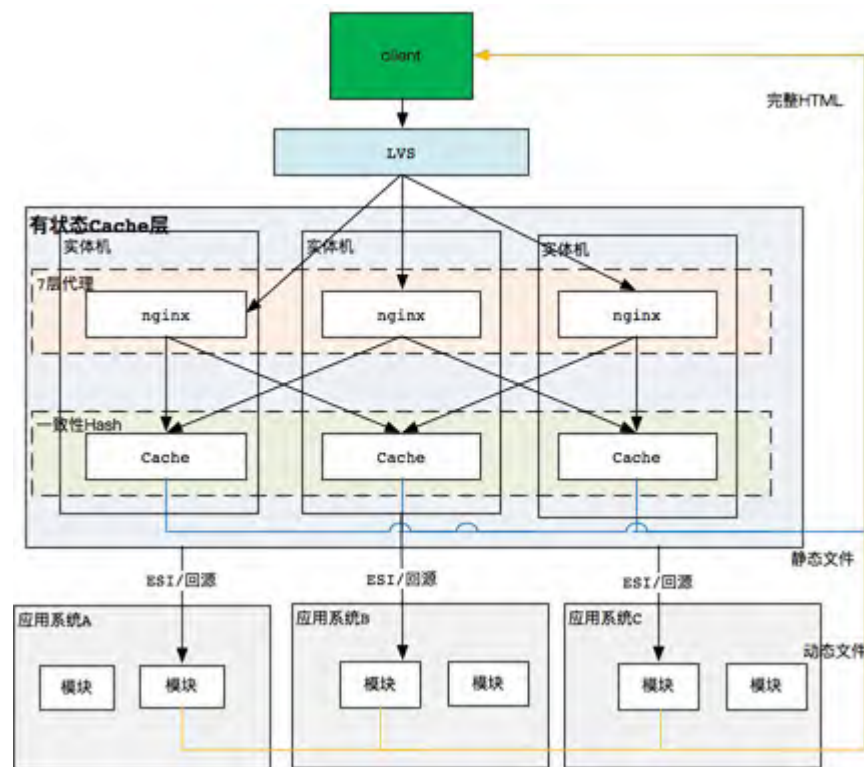 client
完整HTML
LVS
有状态Cache层
实体机
实体机
实体机
7层代理
nginx
nginx
nginx
一致性Hash
Cache
Cache
Cache
静态文件
ESI/回源
ESI/回源
ESI/回源
应用系统A
应用系统B
应用系统C
动态文件
模块
模块
模块
模块
模块
模块